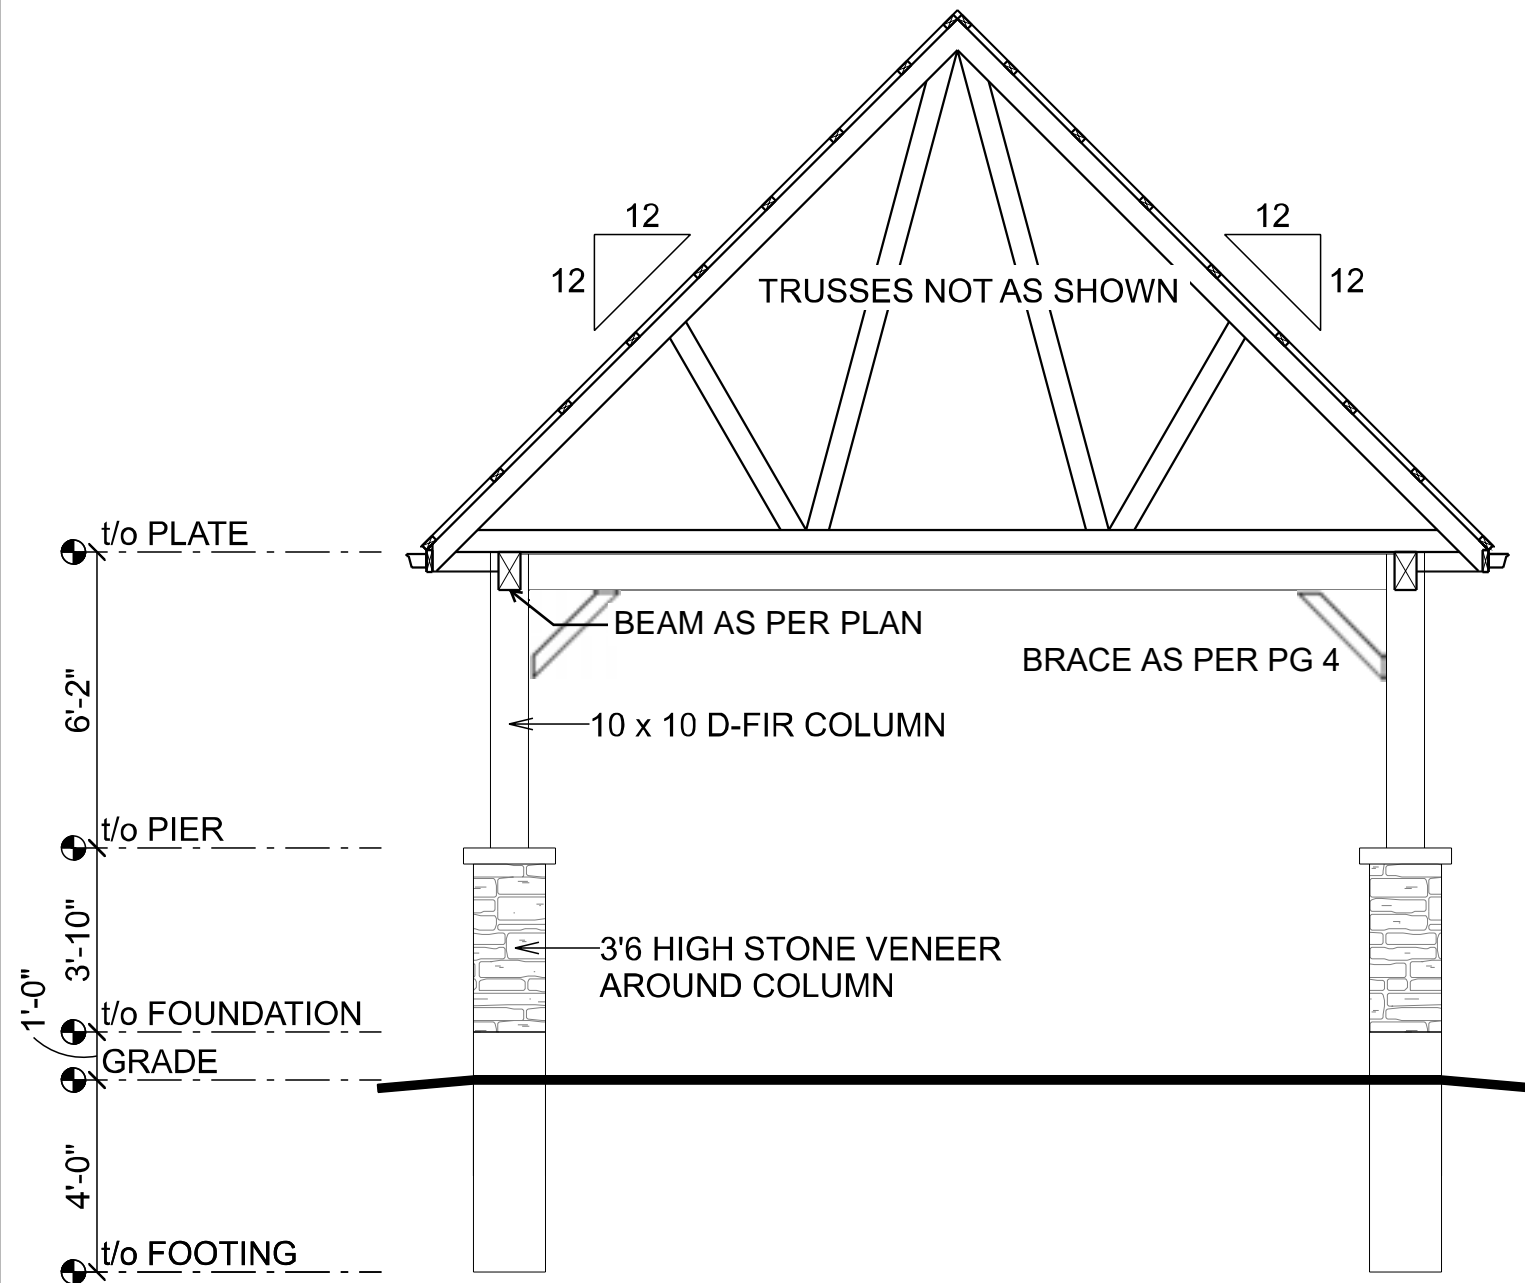 12
12
12
12
TRUSSES NOT AS SHOWN
t/o PLATE
BEAM AS PER PLAN
BRACE AS PER PG 4
6'-2"
10 x 10 D-FIR COLUMN
t/o PIER
3'-10"
3'6 HIGH STONE VENEER
AROUND COLUMN
1'-0"
t/o FOUNDATION
GRADE
4'-0"
t/o FOOTING